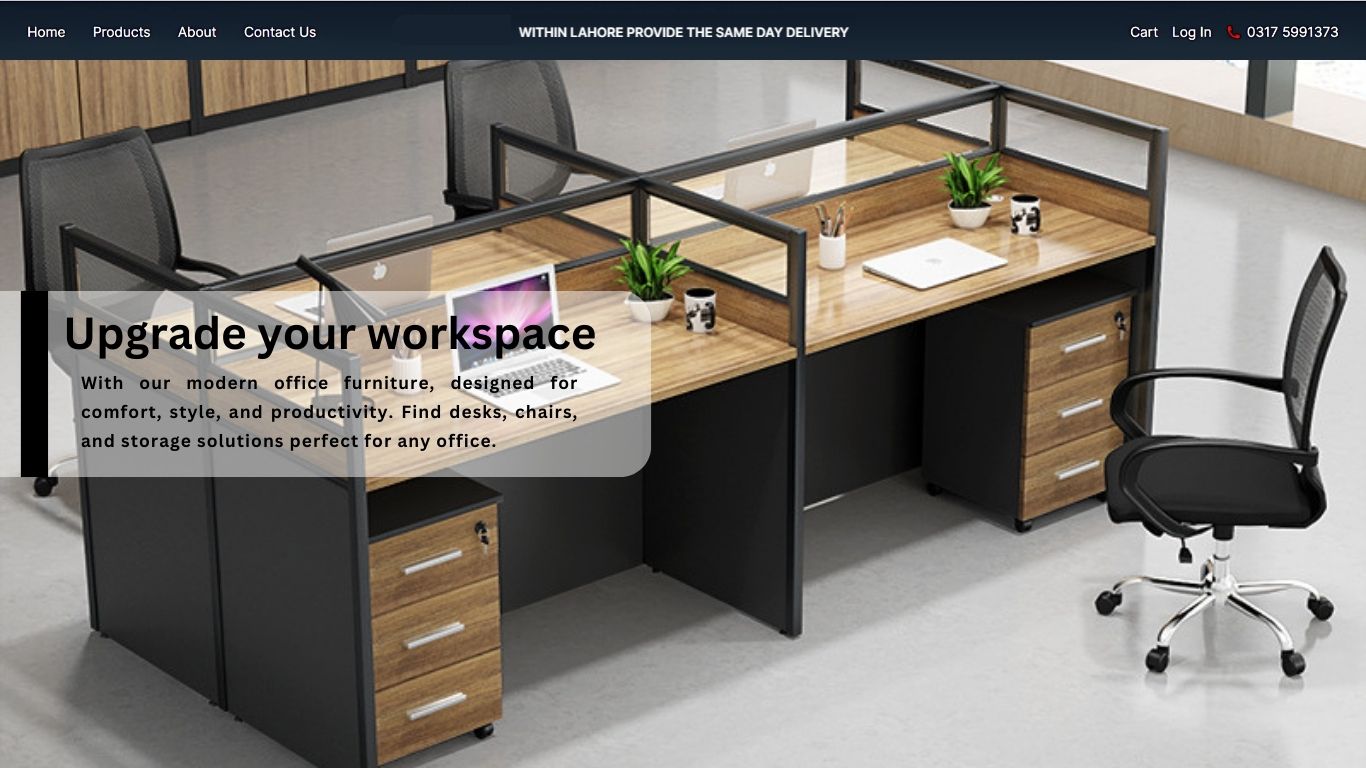 Home Products About Contact Us WITHIN LAHORE PROVIDE THE SAME DAY DELIVERY Cart Log In 0317 5991373
Upgrade your workspace
With our modern office furniture, designed for
comfort, style, and productivity. Find desks, chairs,
and storage solutions perfect for any office.